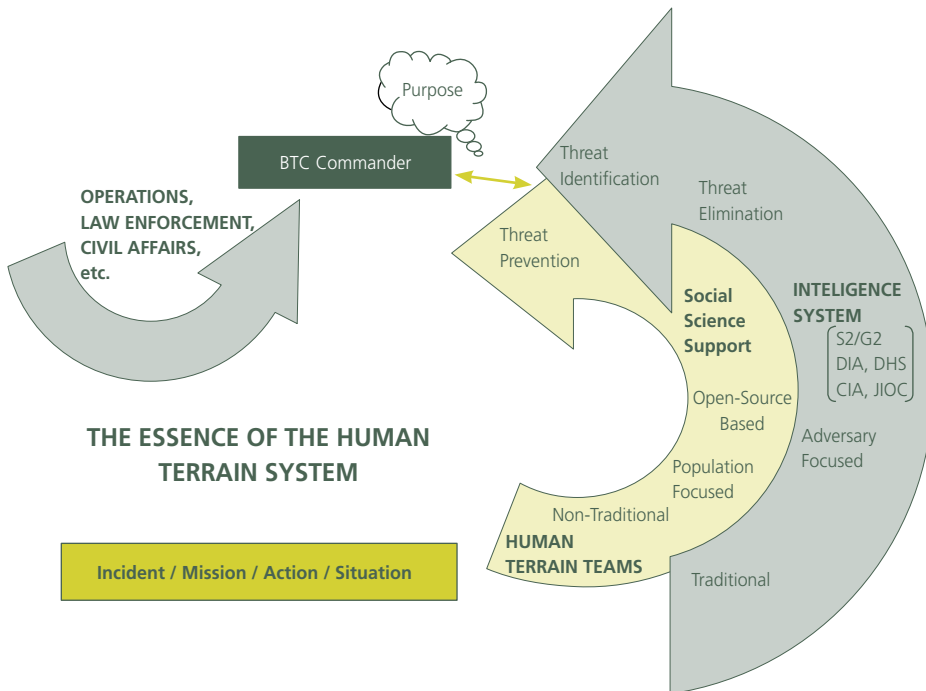 Purpose
BTC Commander
OPERATIONS,
LAW ENFORCEMENT,
CIVIL AFFAIRS,
etc.
Threat
Identification
Threat
Elimination
Threat
Prevention
Social
Science
Support
INTELIGENCE
SYSTEM
S2/G2
DIA, DHS
CIA, JIOC
Open-Source
Based
Adversary
Focused
Population
Focused
Non-Traditional
HUMAN
TERRAIN TEAMS
Traditional
THE ESSENCE OF THE HUMAN
TERRAIN SYSTEM
Incident / Mission / Action / Situation